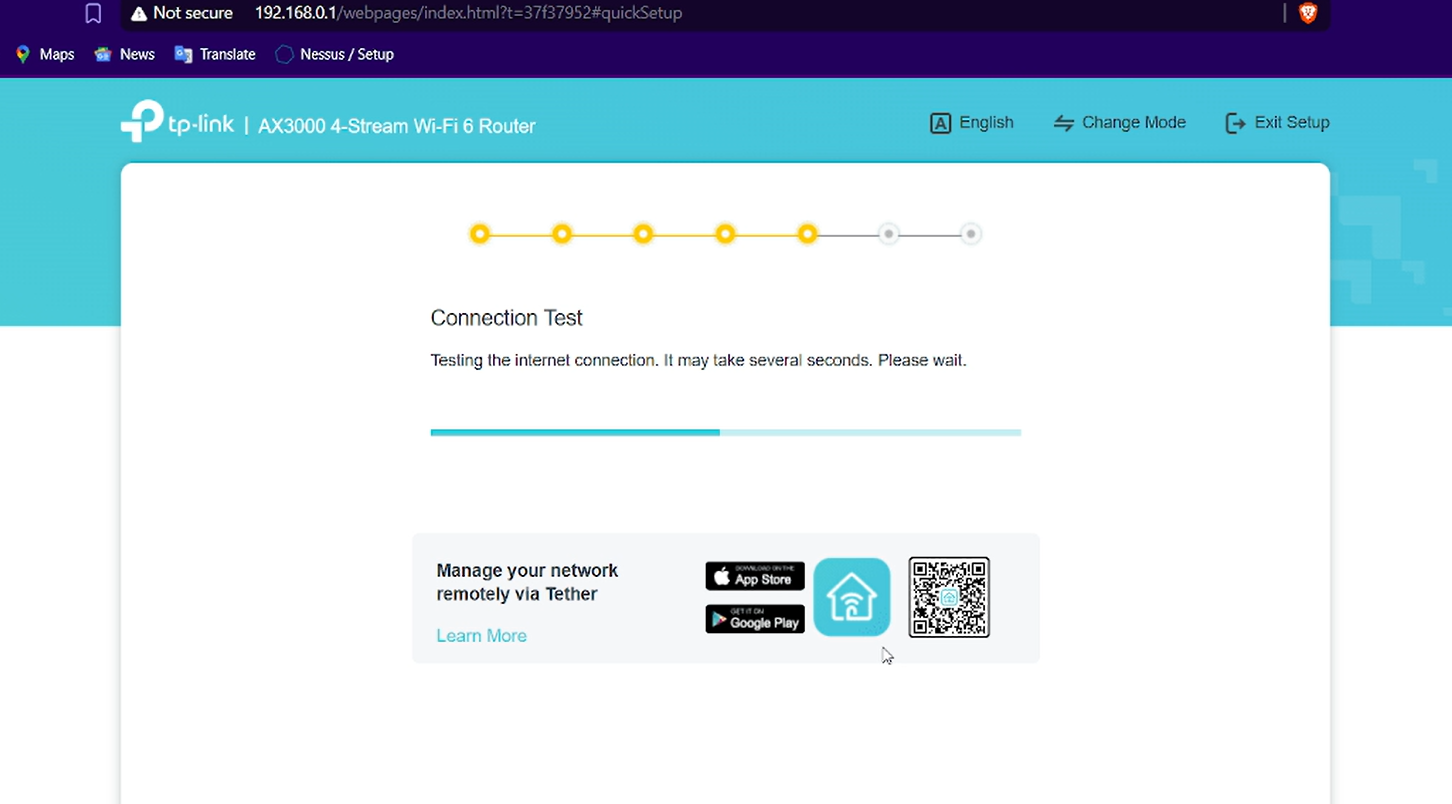 Not secure 192.168.0.1/webpages/index.html?t=37f37952#quickSetup
Maps News Translate Nessus / Setup
tp-link | AX3000 4-Stream Wi-Fi 6 Router
A English Change Mode Exit Setup
Connection Test
Testing the internet connection. It may take several seconds. Please wait.
Manage your network
remotely via Tether
Learn More
DOWNLOAD ON THE
App Store
GET IT ON
Google Play